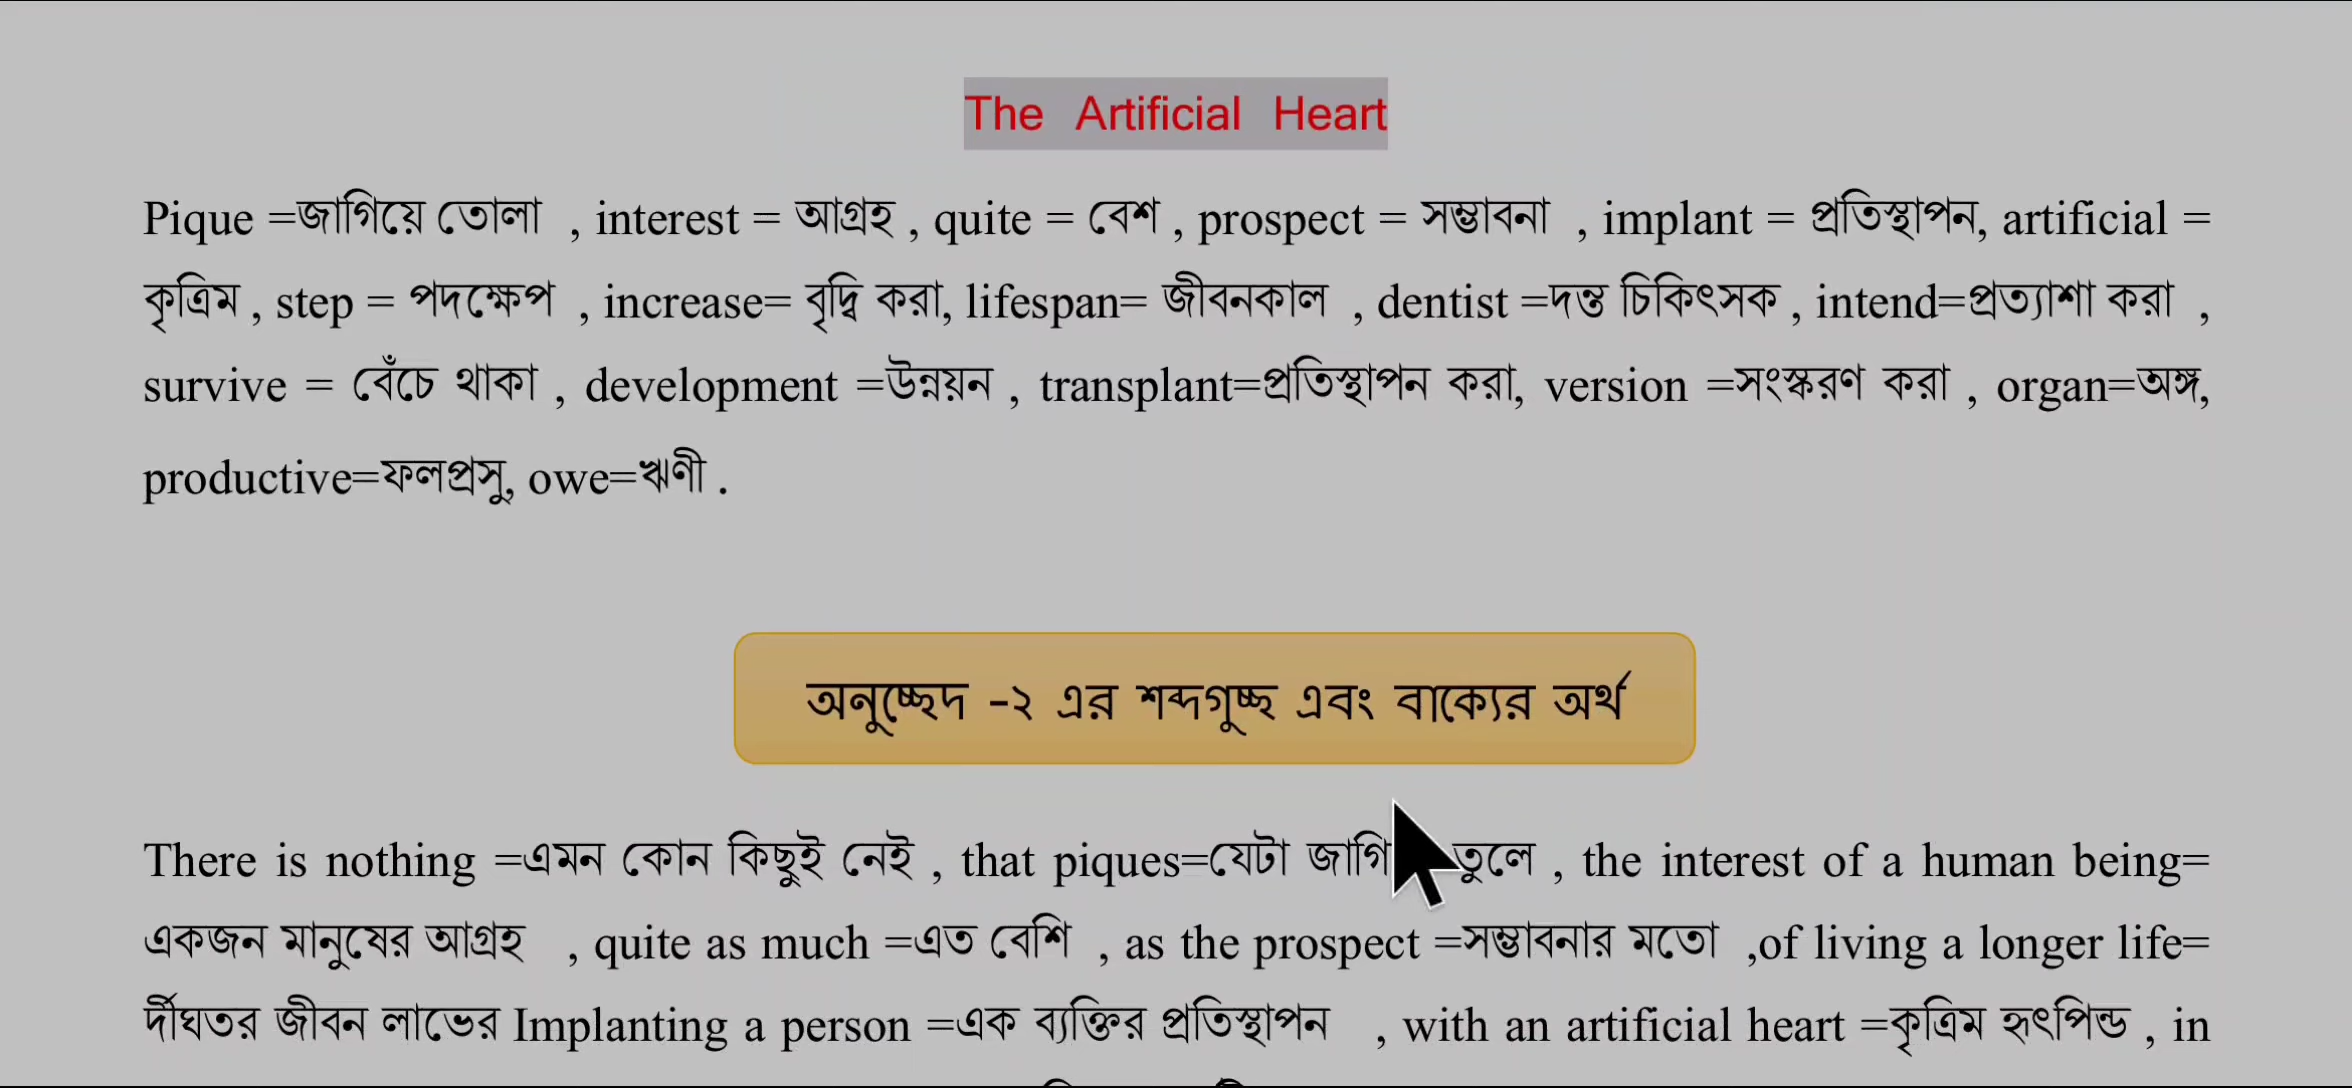 The Artificial Heart
Pique =জাগিয়ে তোলা , interest = আগ্রহ , quite = বেশ , prospect = সম্ভাবনা , implant = প্রতিস্থাপন, artificial =
কৃত্রিম , step = পদক্ষেপ , increase= বৃদ্বি করা, lifespan= জীবনকাল , dentist =দন্ত চিকিৎসক , intend=প্রত্যাশা করা ,
survive = বেঁচে থাকা , development =উন্নয়ন , transplant=প্রতিস্থাপন করা, version =সংস্করণ করা , organ=অঙ্গ,
productive=ফলপ্রসু, owe=ঋণী .
অনুচ্ছেদ -২ এর শব্দগুচ্ছ এবং বাক্যের অর্থ
There is nothing =এমন কোন কিছুই নেই , that piques=যেটা তুলে , the interest of a human being=
একজন মানুষের আগ্রহ , quite as much =এত বেশি , as the prospect =সম্ভাবনার মতো ,of living a longer life=
র্দীঘতর জীবন লাভের Implanting a person =এক ব্যক্তির প্রতিস্থাপন , with an artificial heart =কৃত্রিম হৃৎপিন্ড , in